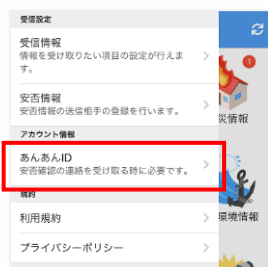 受信設定
受信情報
情報を受け取りたい項目の設定が行えま
す。
安否情報
安否情報の送信相手の登録を行います。
アカウント情報
あんあんID
安否確認の連絡を受け取る時に必要です。
規約
利用規約
プライバシーポリシー
1
災情報
環境情報